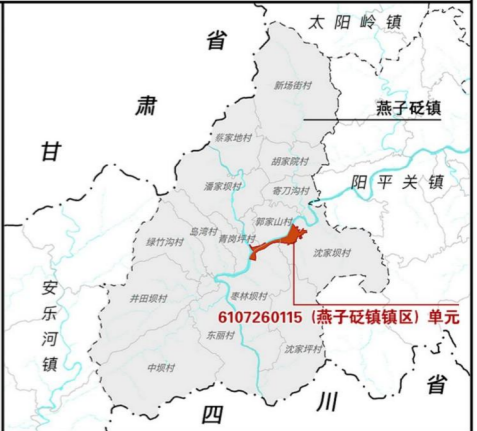 太阳岭镇
省
新场街村
燕子砭镇
肃
蔡家地村
甘
胡家院村
潘家坝村
寄刀沟村
阳平关镇
郭家山村
岛湾村
青岗坪村
绿竹沟村
沈家坝村
安乐河镇
井田坝村
枣林坝村
6107260115（燕子砭镇镇区）单元
东丽村
沈家坪村
中坝村
四川省